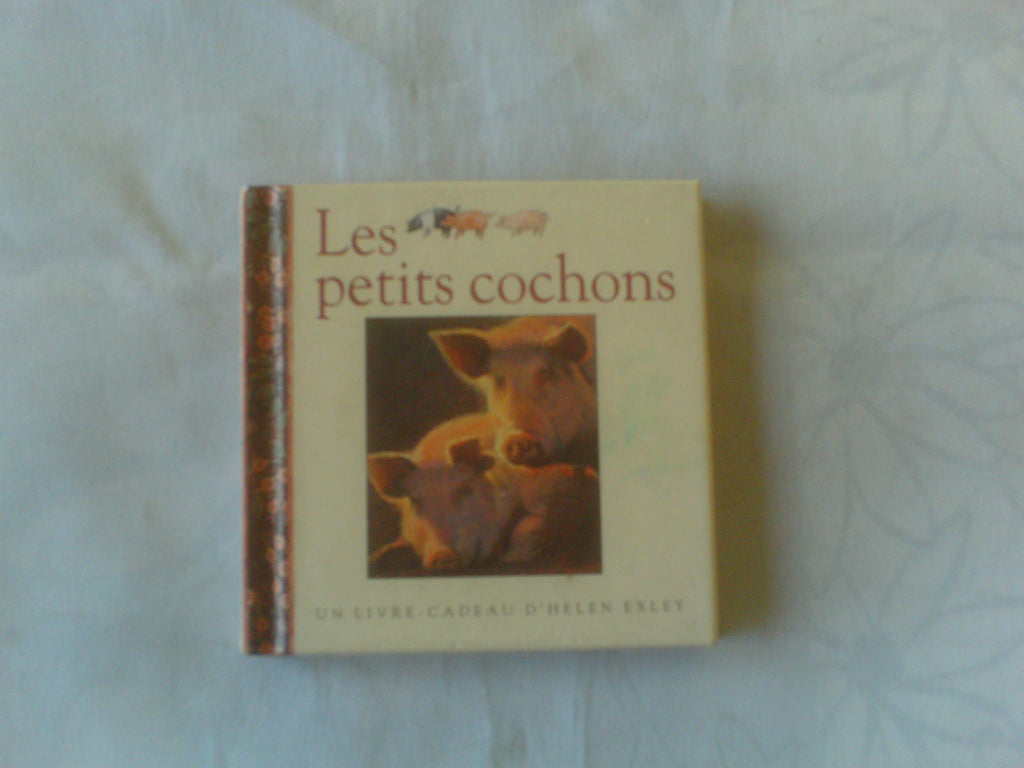 Les
petits cochons
UN LIVRE-CADEAU D'HELEN EXLEY